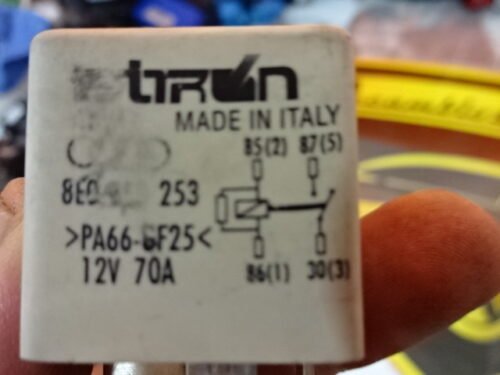 MADE IN ITALY
85(2) 87(5)
253
>PA66-GF25<
12V 70A
86(1) 30(3)